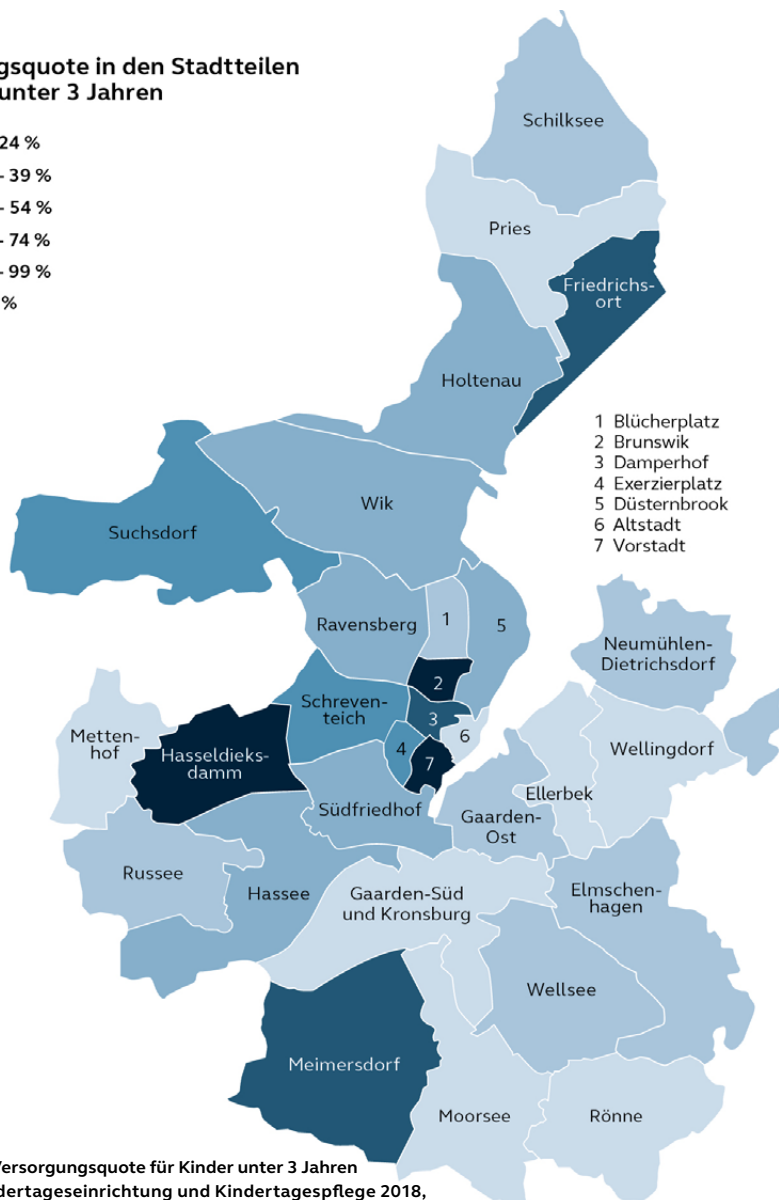 gsquote in den Stadtteilen
unter 3 Jahren
24 %
– 39 %
– 54 %
– 74 %
– 99 %
%
Schilksee
Pries
Friedrichs-
ort
Holtenau
1 Blücherplatz
2 Brunswik
3 Damperhof
4 Exerzierplatz
5 Düsternbrook
6 Altstadt
7 Vorstadt
Wik
Suchsdorf
Ravensberg
1
5
Neumühlen-
Dietrichsdorf
2
Schreven-
teich
3
6
Metten-
hof
Hasseldieks-
damm
4
7
Wellingdorf
Ellerbek
Südfriedhof
Gaarden-
Ost
Russee
Hassee
Gaarden-Süd
und Kronsburg
Elmschen-
hagen
Wellsee
Meimersdorf
Moorsee
Rönne
Versorgungsquote für Kinder unter 3 Jahren
dertageseinrichtung und Kindertagespflege 2018,